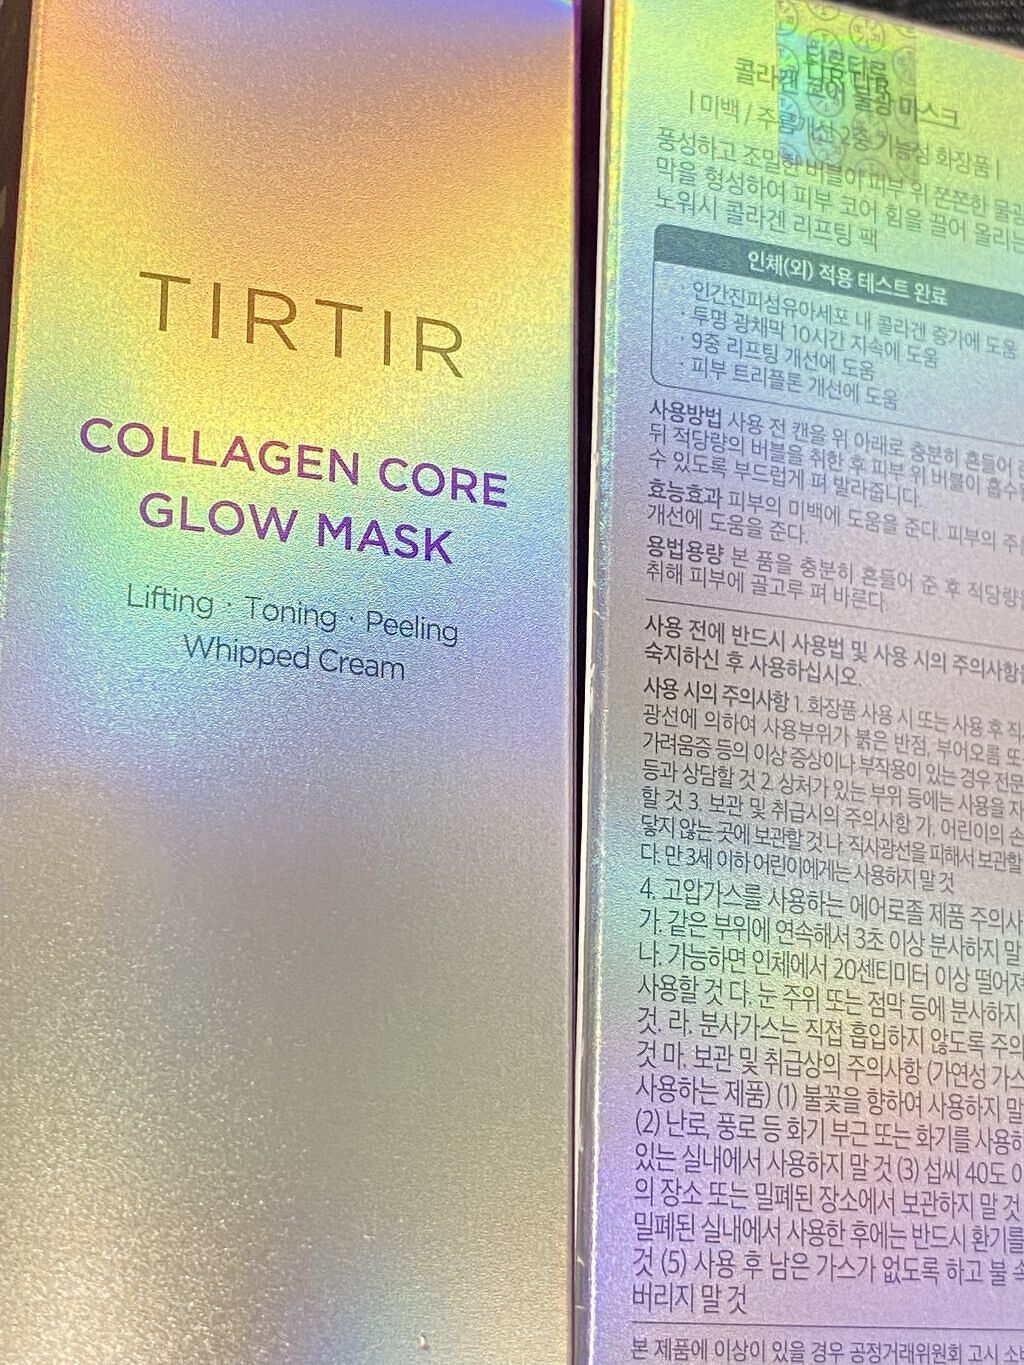 TIRTIR
COLLAGEN CORE
GLOW MASK
Lifting · Toning · Peeling
Whipped Cream
티르티르
TIRTIR
콜라겐 코어 물광 마스크
| 미백 / 주름개선 2중 기능성 화장품 |
풍성하고 조밀한 버블이 피부 위 쫀쫀한 물광
막을 형성하여 피부 코어 힘을 끌어 올리는
노워시 콜라겐 리프팅 팩
인체(외) 적용 테스트 완료
· 인간진피섬유아세포 내 콜라겐 증가에 도움
· 투명 광채막 10시간 지속에 도움
· 9중 리프팅 개선에 도움
· 피부 트리플톤 개선에 도움
사용방법 사용 전 캔을 위 아래로 충분히 흔들어
뒤 적당량의 버블을 취한 후 피부 위 버블이
수 있도록 부드럽게 펴 발라줍니다.
효능효과 피부의 미백에 도움을 준다. 피부의
개선에 도움을 준다.
용법용량 본 품을 충분히 흔들어 준 후 적당량을
취해 피부에 골고루 펴 바른다.
사용 전에 반드시 사용법 및 사용 시의 주의사항을
숙지하신 후 사용하십시오.
사용 시의 주의사항 1. 화장품 사용 시 또는 사용 후
광선에 의하여 사용부위가 붉은 반점, 부어오름
가려움증 등의 이상 증상이나 부작용이 있는 경우
등과 상담할 것 2. 상처가 있는 부위 등에는 사용을
할 것 3. 보관 및 취급시의 주의사항 가. 어린이의 손
닿지 않는 곳에 보관할 것 나. 직사광선을 피해서 보관할
다. 만 3세 이하 어린이에게는 사용하지 말 것
4. 고압가스를 사용하는 에어로졸 제품 주의사
가. 같은 부위에 연속해서 3초 이상 분사하지 말
나. 가능하면 인체에서 20센티미터 이상 떨어져
사용할 것 다. 눈 주위 또는 점막 등에 분사하지
것. 라. 분사가스는 직접 흡입하지 않도록 주의
것 마. 보관 및 취급상의 주의사항 (가연성 가스
사용하는 제품) (1) 불꽃을 향하여 사용하지 말
(2) 난로, 풍로 등 화기 부근 또는 화기를 사용하
있는 실내에서 사용하지 말 것 (3) 섭씨 40도
의 장소 또는 밀폐된 장소에서 보관하지 말 것
밀폐된 실내에서 사용한 후에는 반드시 환기를
것 (5) 사용 후 남은 가스가 없도록 하고 불 속
버리지 말 것
본 제품에 이상이 있을 경우 공정거래위원회 고시